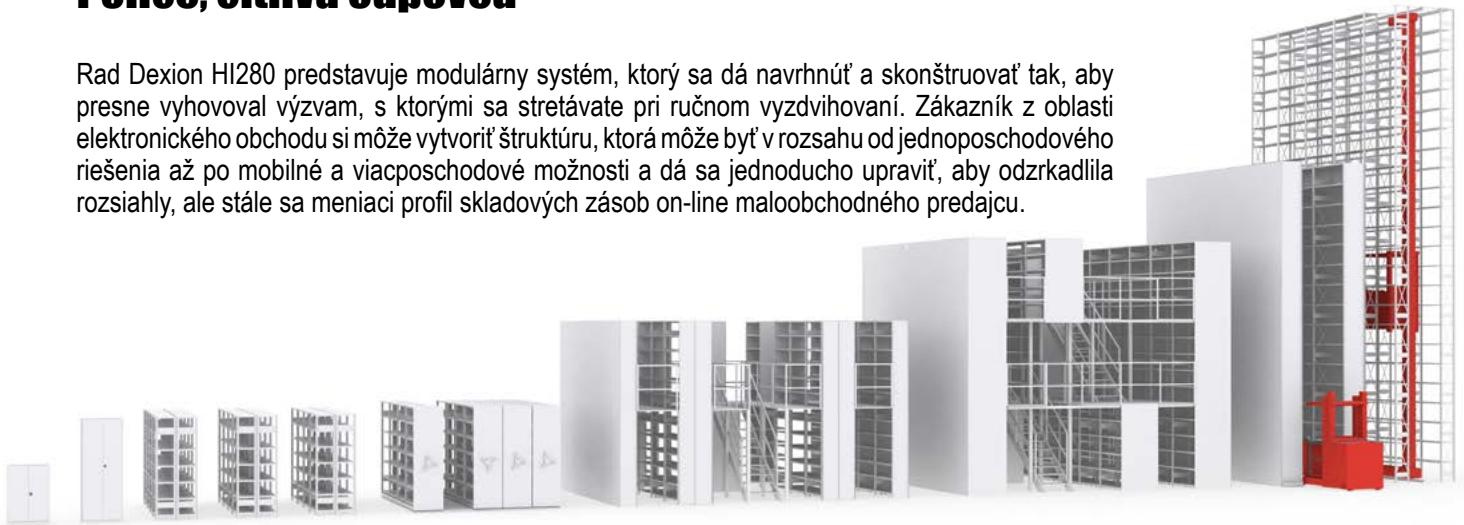 citlivá odpoveď
Rad Dexion HI280 predstavuje modulárny systém, ktorý sa dá navrhnúť a skonštruovať tak, aby
presne vyhovoval výzvam, s ktorými sa stretávate pri ručnom vyzdvihovaní. Zákazník z oblasti
elektronického obchodu si môže vytvoriť štruktúru, ktorá môže byť v rozsahu od jednoposchodového
riešenia až po mobilné a viacposchodové možnosti a dá sa jednoducho upraviť, aby odzrkadlila
rozsiahly, ale stále sa meniaci profil skladových zásob on-line maloobchodného predajcu.